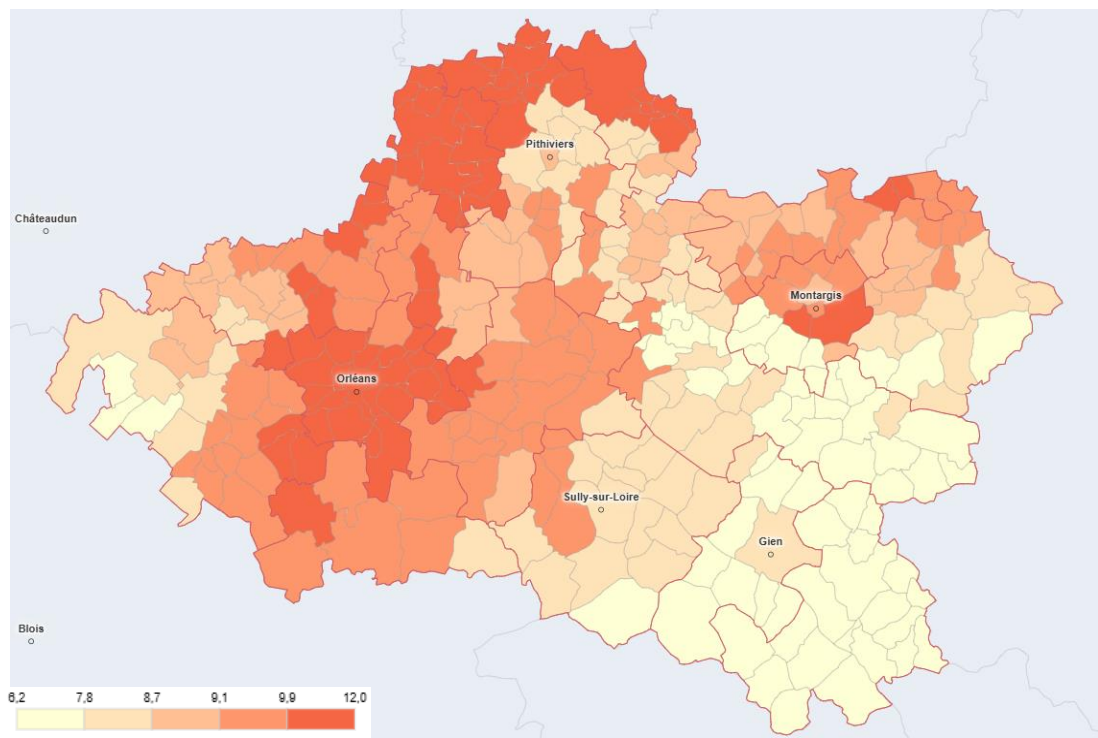 Pithiviers
Châteaudun
Montargis
Orléans
Sully-sur-Loire
Gien
Blois
6,2 7,8 8,7 9,1 9,9 12,0